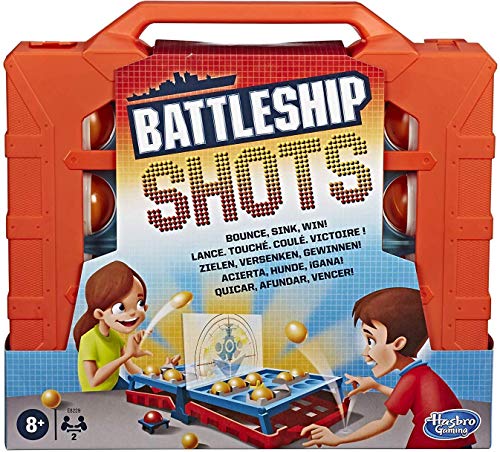 BATTLESHIP
SHOTS
BOUNCE, SINK, WIN!
LANCE. TOUCHÉ. COULÉ. VICTOIRE !
ZIELEN, VERSENKEN, GEWINNEN!
ACIERTA, HUNDE, ¡GANA!
QUICAR, AFUNDAR, VENCER!
8+
E8229
2
Hasbro
Gaming